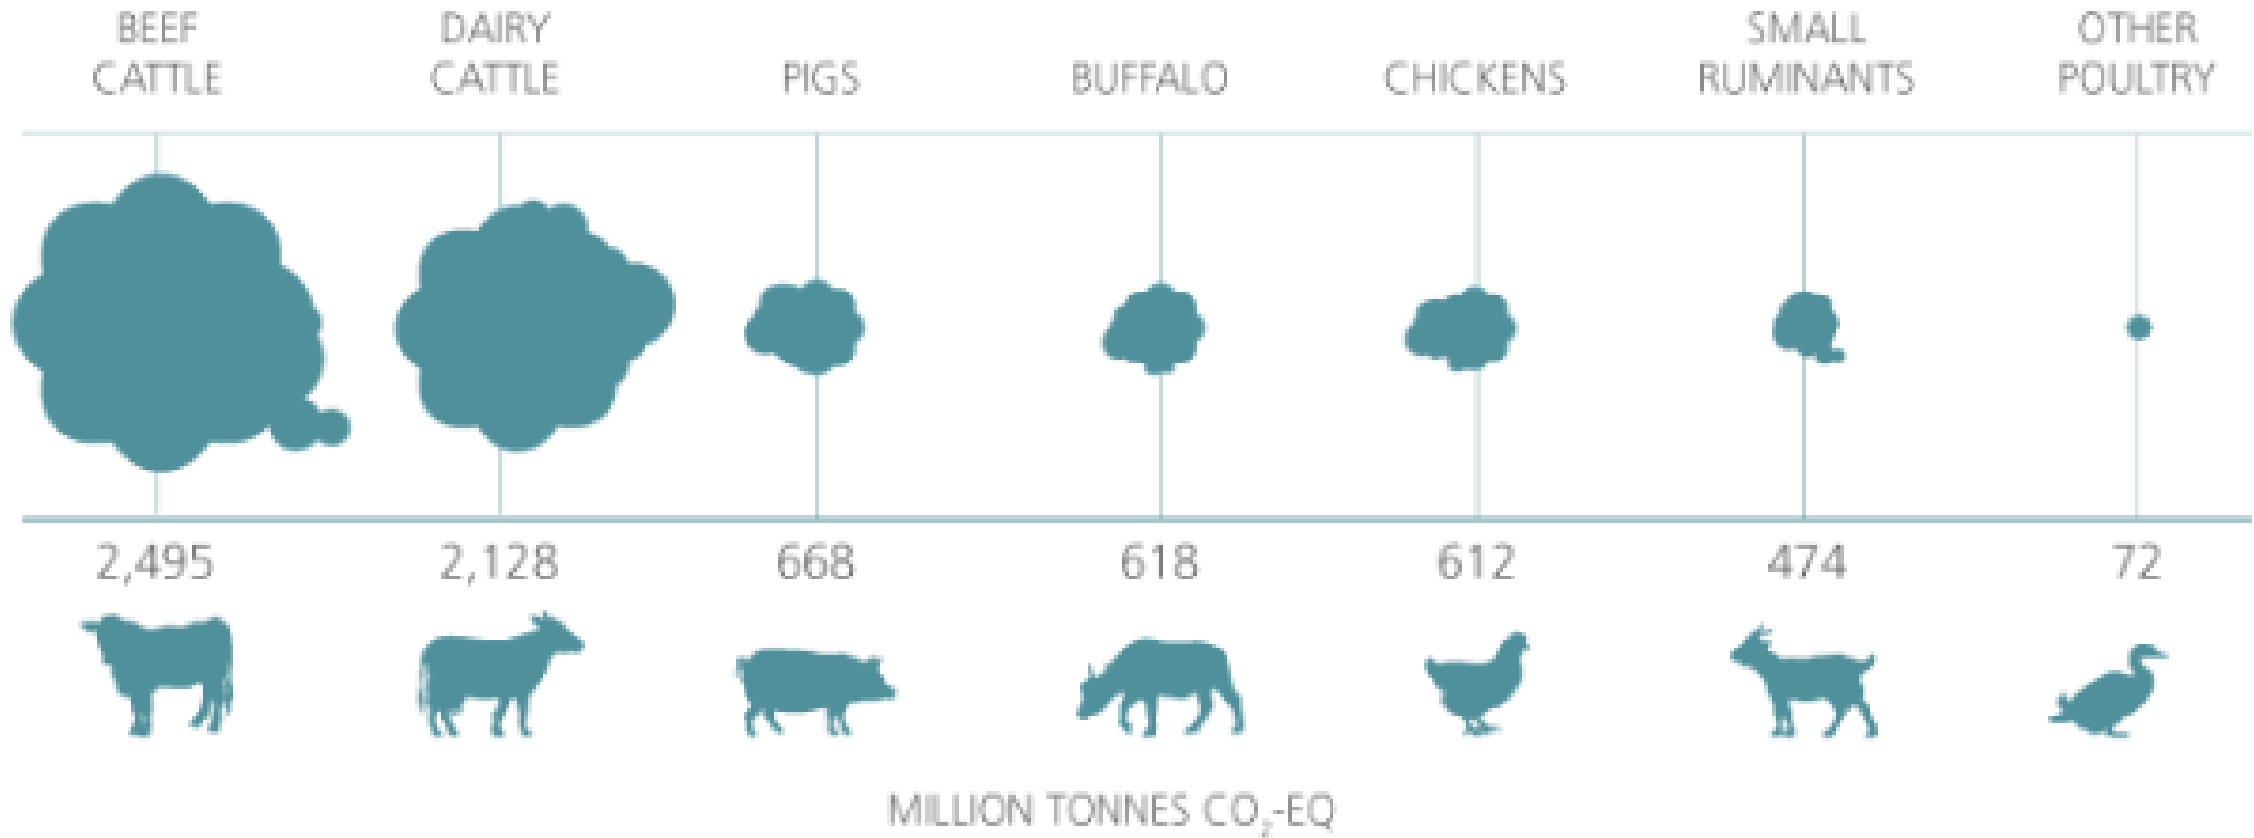 BEEF
CATTLE
DAIRY
CATTLE
PIGS
BUFFALO
CHICKENS
SMALL
RUMINANTS
OTHER
POULTRY
2,495
2,128
668
618
612
474
72
MILLION TONNES CO₂-EQ